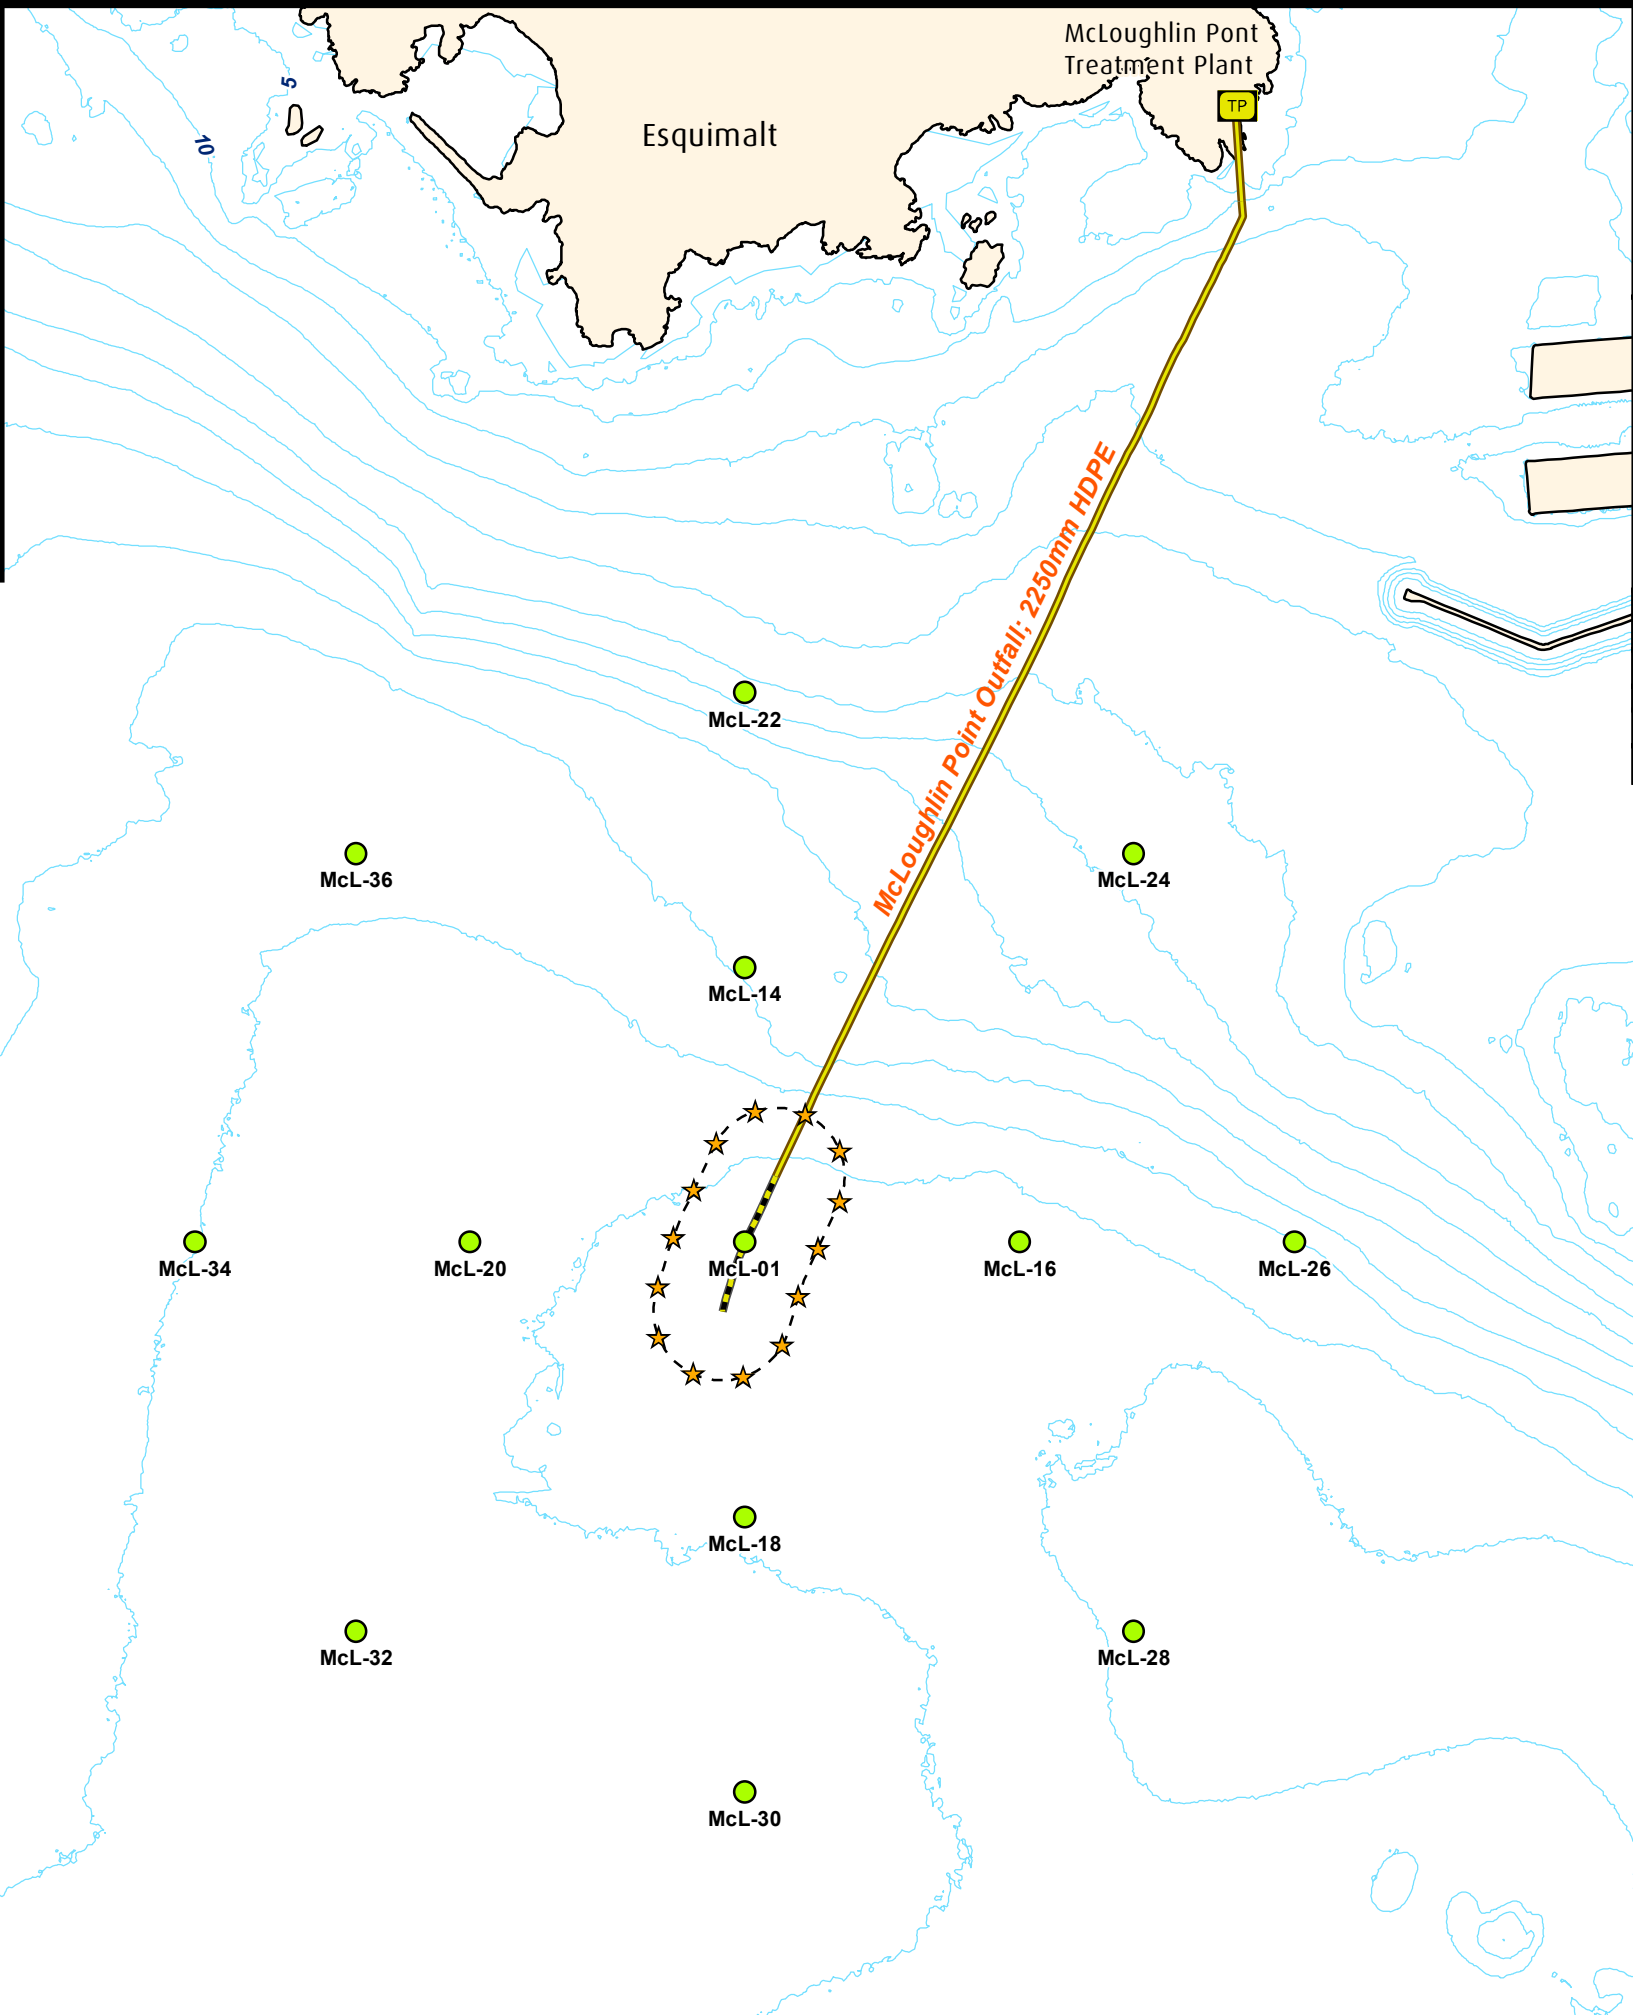 McLoughlin Pont
Treatment Plant
TP
5
10
Esquimalt
McLoughlin Point Outfall; 2250mm HDPE
McL-22
McL-36
McL-24
McL-14
McL-34
McL-20
McL-01
McL-16
McL-26
McL-18
McL-32
McL-28
McL-30